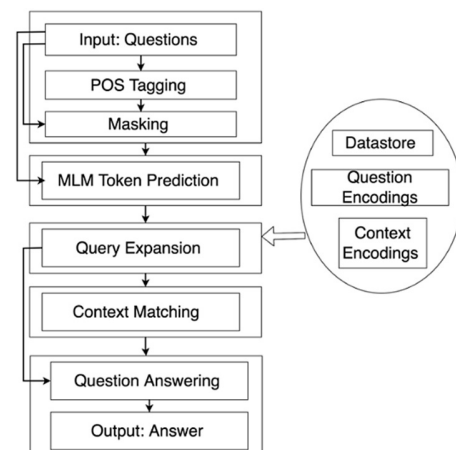 Input: Questions
POS Tagging
Masking
MLM Token Prediction
Query Expansion
Context Matching
Question Answering
Output: Answer
Datastore
Question
Encodings
Context
Encodings